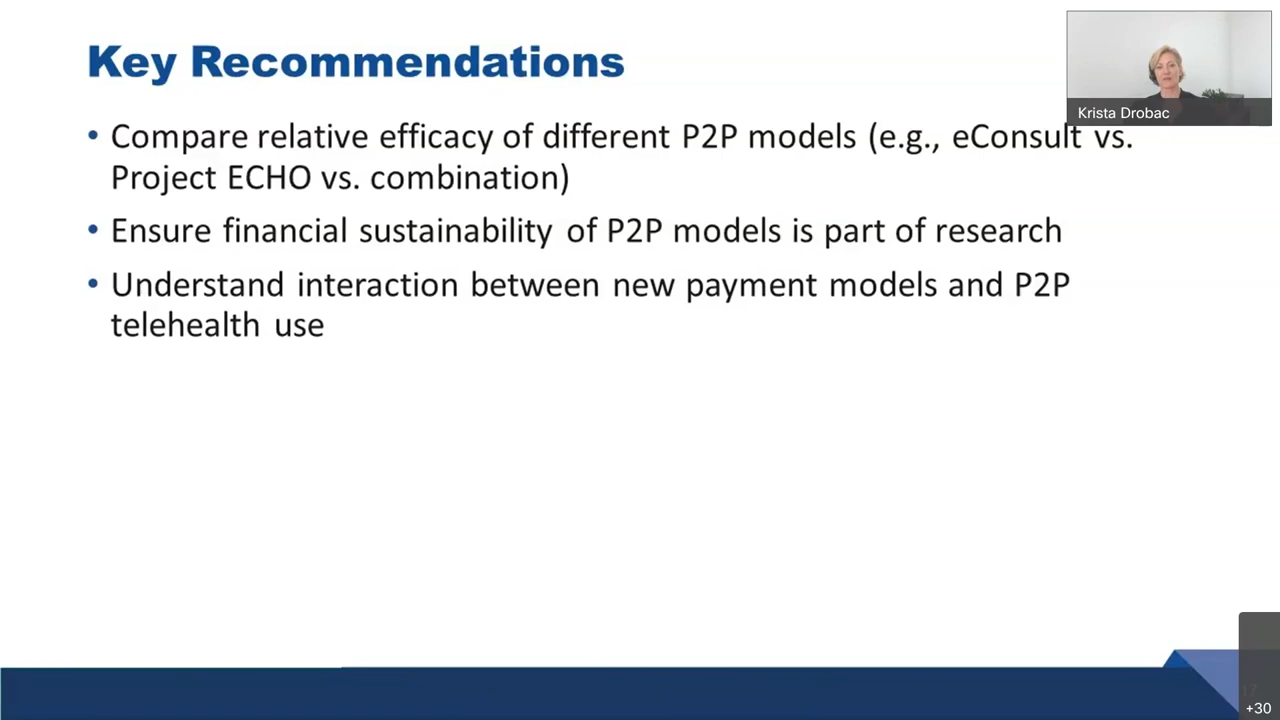 Key Recommendations
Krista Drobac
• Compare relative efficacy of different P2P models (e.g., eConsult vs.
Project ECHO vs. combination)
• Ensure financial sustainability of P2P models is part of research
• Understand interaction between new payment models and P2P
telehealth use
17
+30